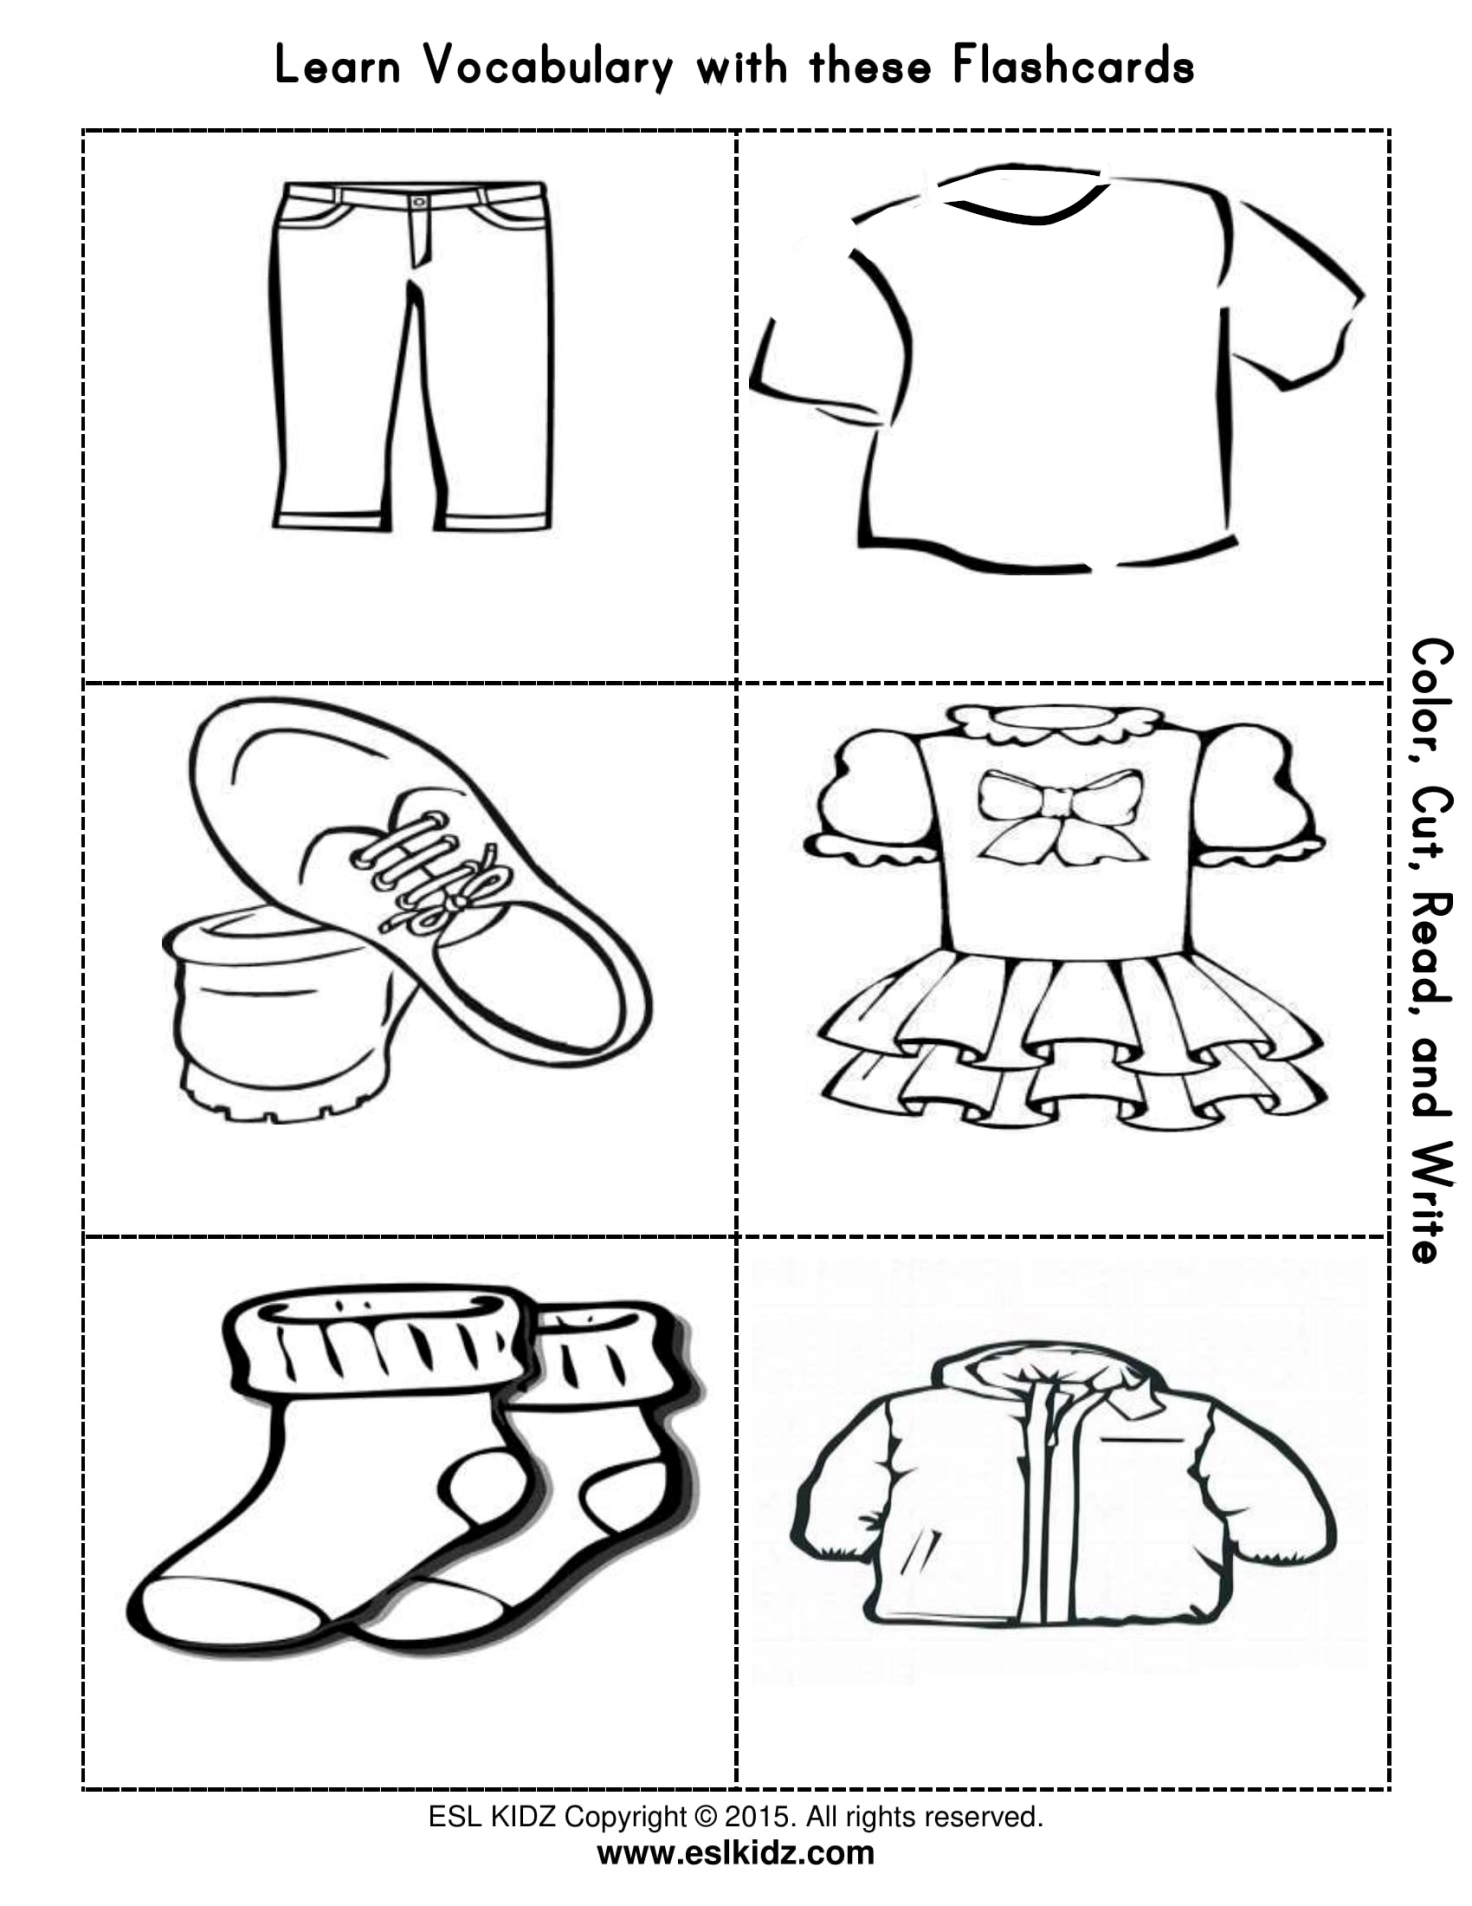 Learn Vocabulary with these Flashcards
Color, Cut, Read, and Write
ESL KIDZ Copyright © 2015. All rights reserved.
www.eslkidz.com